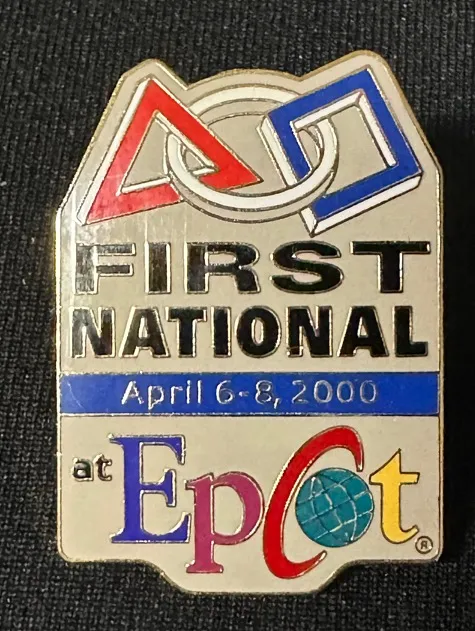 FIRST
NATIONAL
April 6-8, 2000
at Epcot®